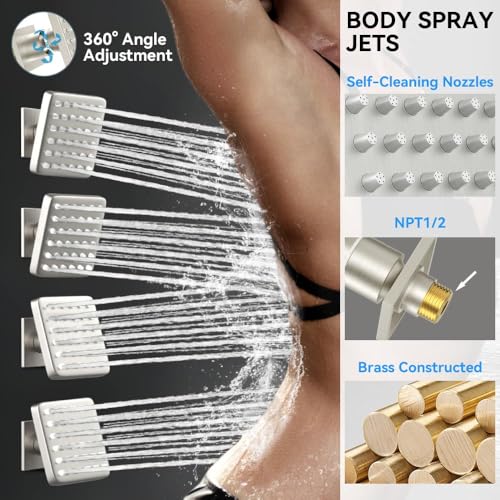 360° Angle
Adjustment
BODY SPRAY
JETS
Self-Cleaning Nozzles
NPT1/2
Brass Constructed